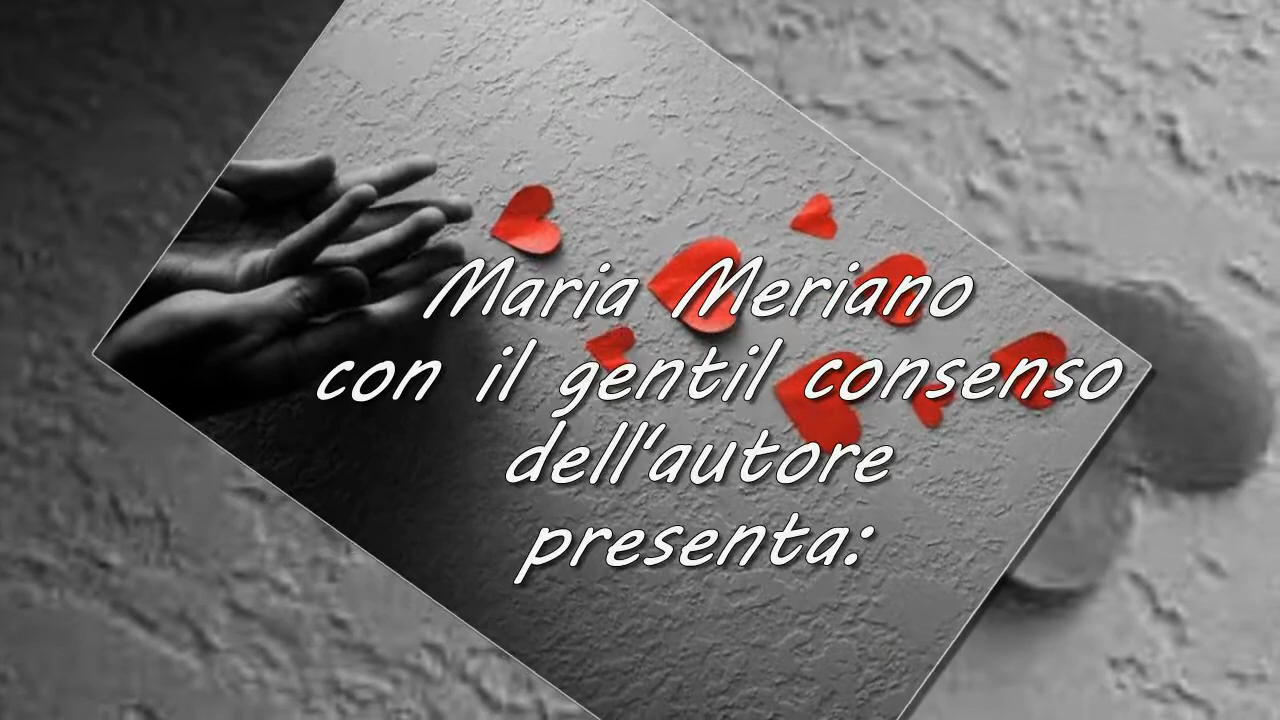 Maria Meriano
con il gentil consenso
dell'autore
presenta: